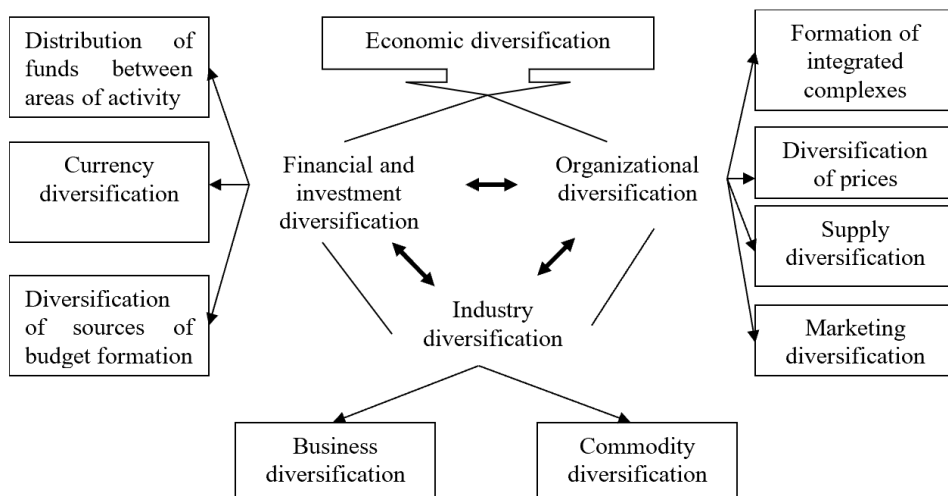 Economic diversification
Distribution of
funds between
areas of activity
Currency
diversification
Diversification
of sources of
budget formation
Financial and
investment
diversification
Organizational
diversification
Industry
diversification
Formation of
integrated
complexes
Diversification
of prices
Supply
diversification
Marketing
diversification
Business
diversification
Commodity
diversification